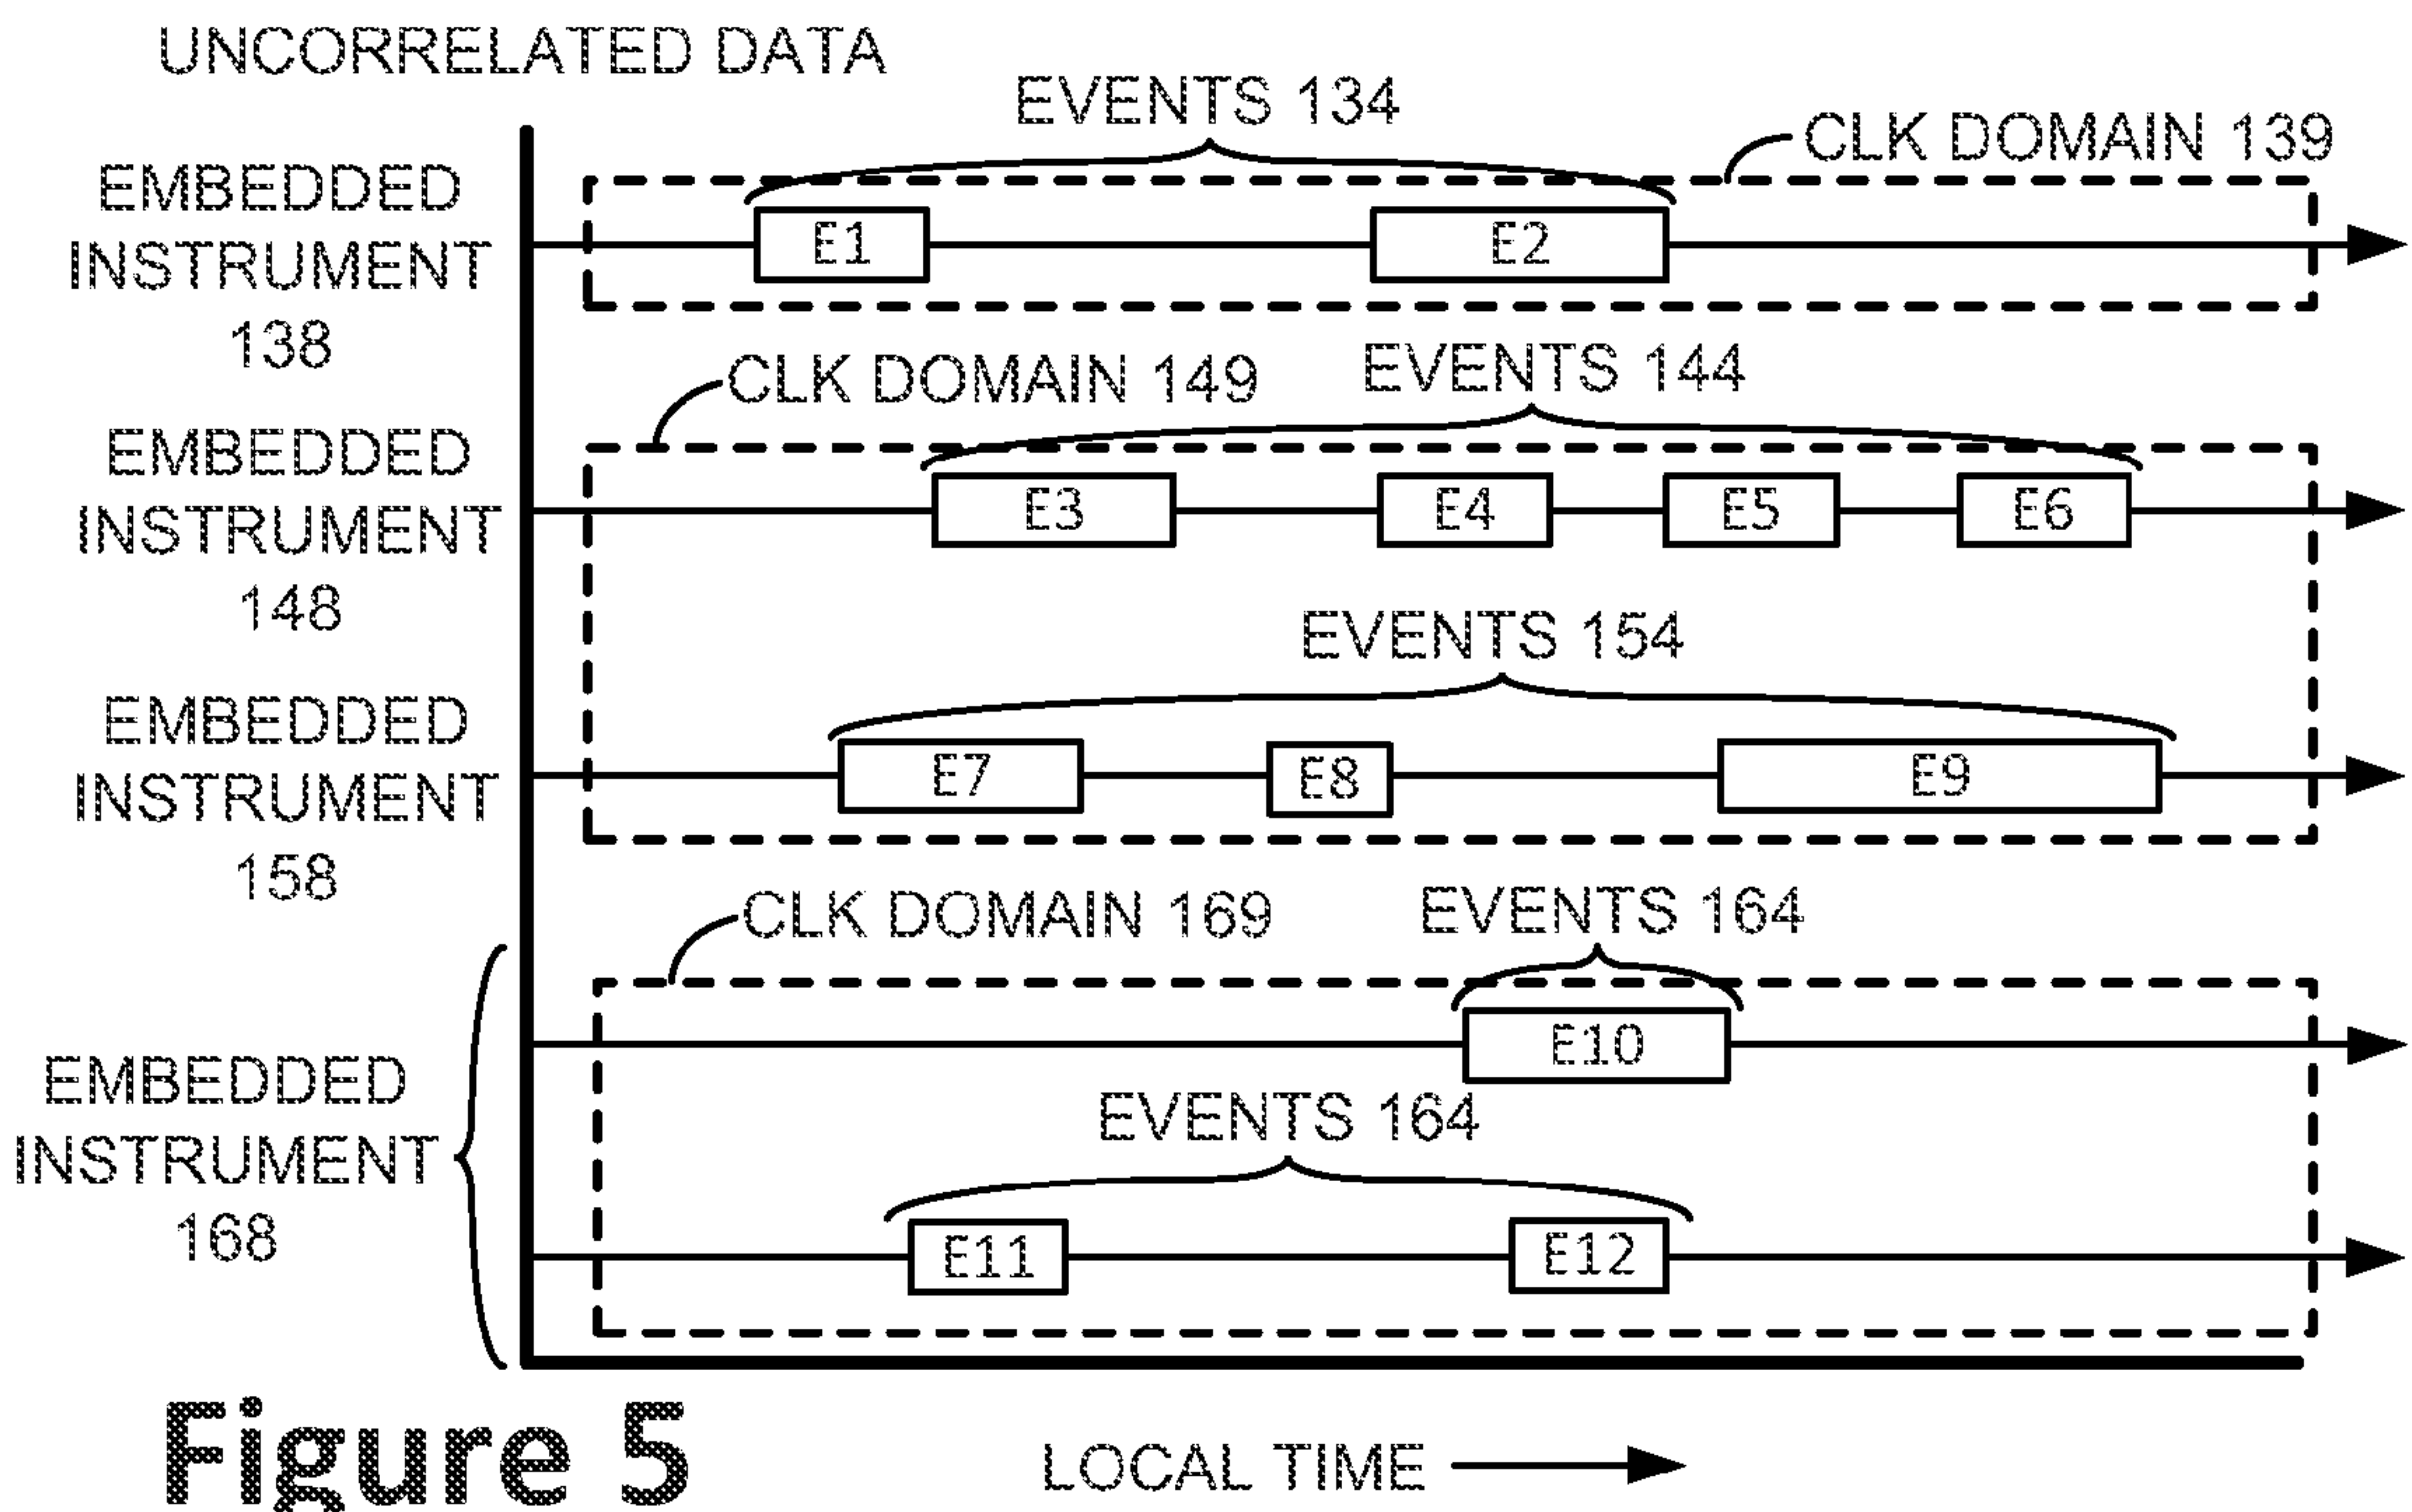 UNCORRELATED DATA
EVENTS 134
CLK DOMAIN 139
EMBEDDED
INSTRUMENT
138
E1
E2
CLK DOMAIN 149
EVENTS 144
EMBEDDED
INSTRUMENT
148
E3
E4
E5
E6
EVENTS 154
EMBEDDED
INSTRUMENT
158
E7
E8
E9
CLK DOMAIN 169
EVENTS 164
EMBEDDED
INSTRUMENT
168
E10
EVENTS 164
E11
E12
Figure 5
LOCAL TIME